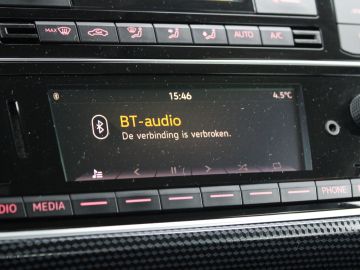 MAX
AUTO
A/C
15:46
4.5°C
BT-audio
De verbinding is verbroken.
DIO
MEDIA
PHONE